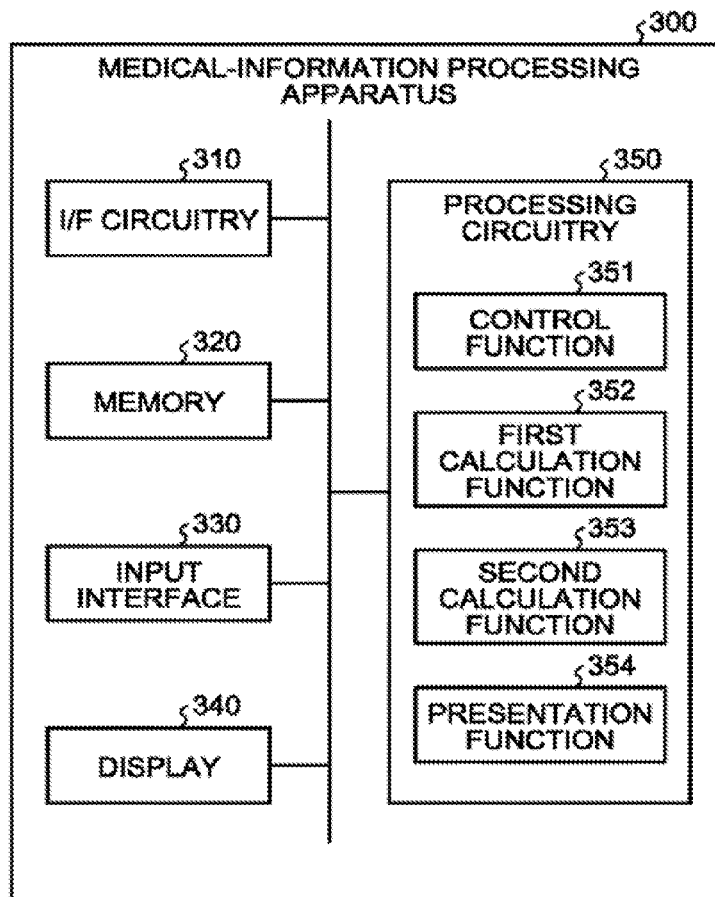 300
MEDICAL-INFORMATION PROCESSING
APPARATUS
310
I/F CIRCUITRY
320
MEMORY
330
INPUT
INTERFACE
340
DISPLAY
350
PROCESSING
CIRCUITRY
351
CONTROL
FUNCTION
352
FIRST
CALCULATION
FUNCTION
353
SECOND
CALCULATION
FUNCTION
354
PRESENTATION
FUNCTION